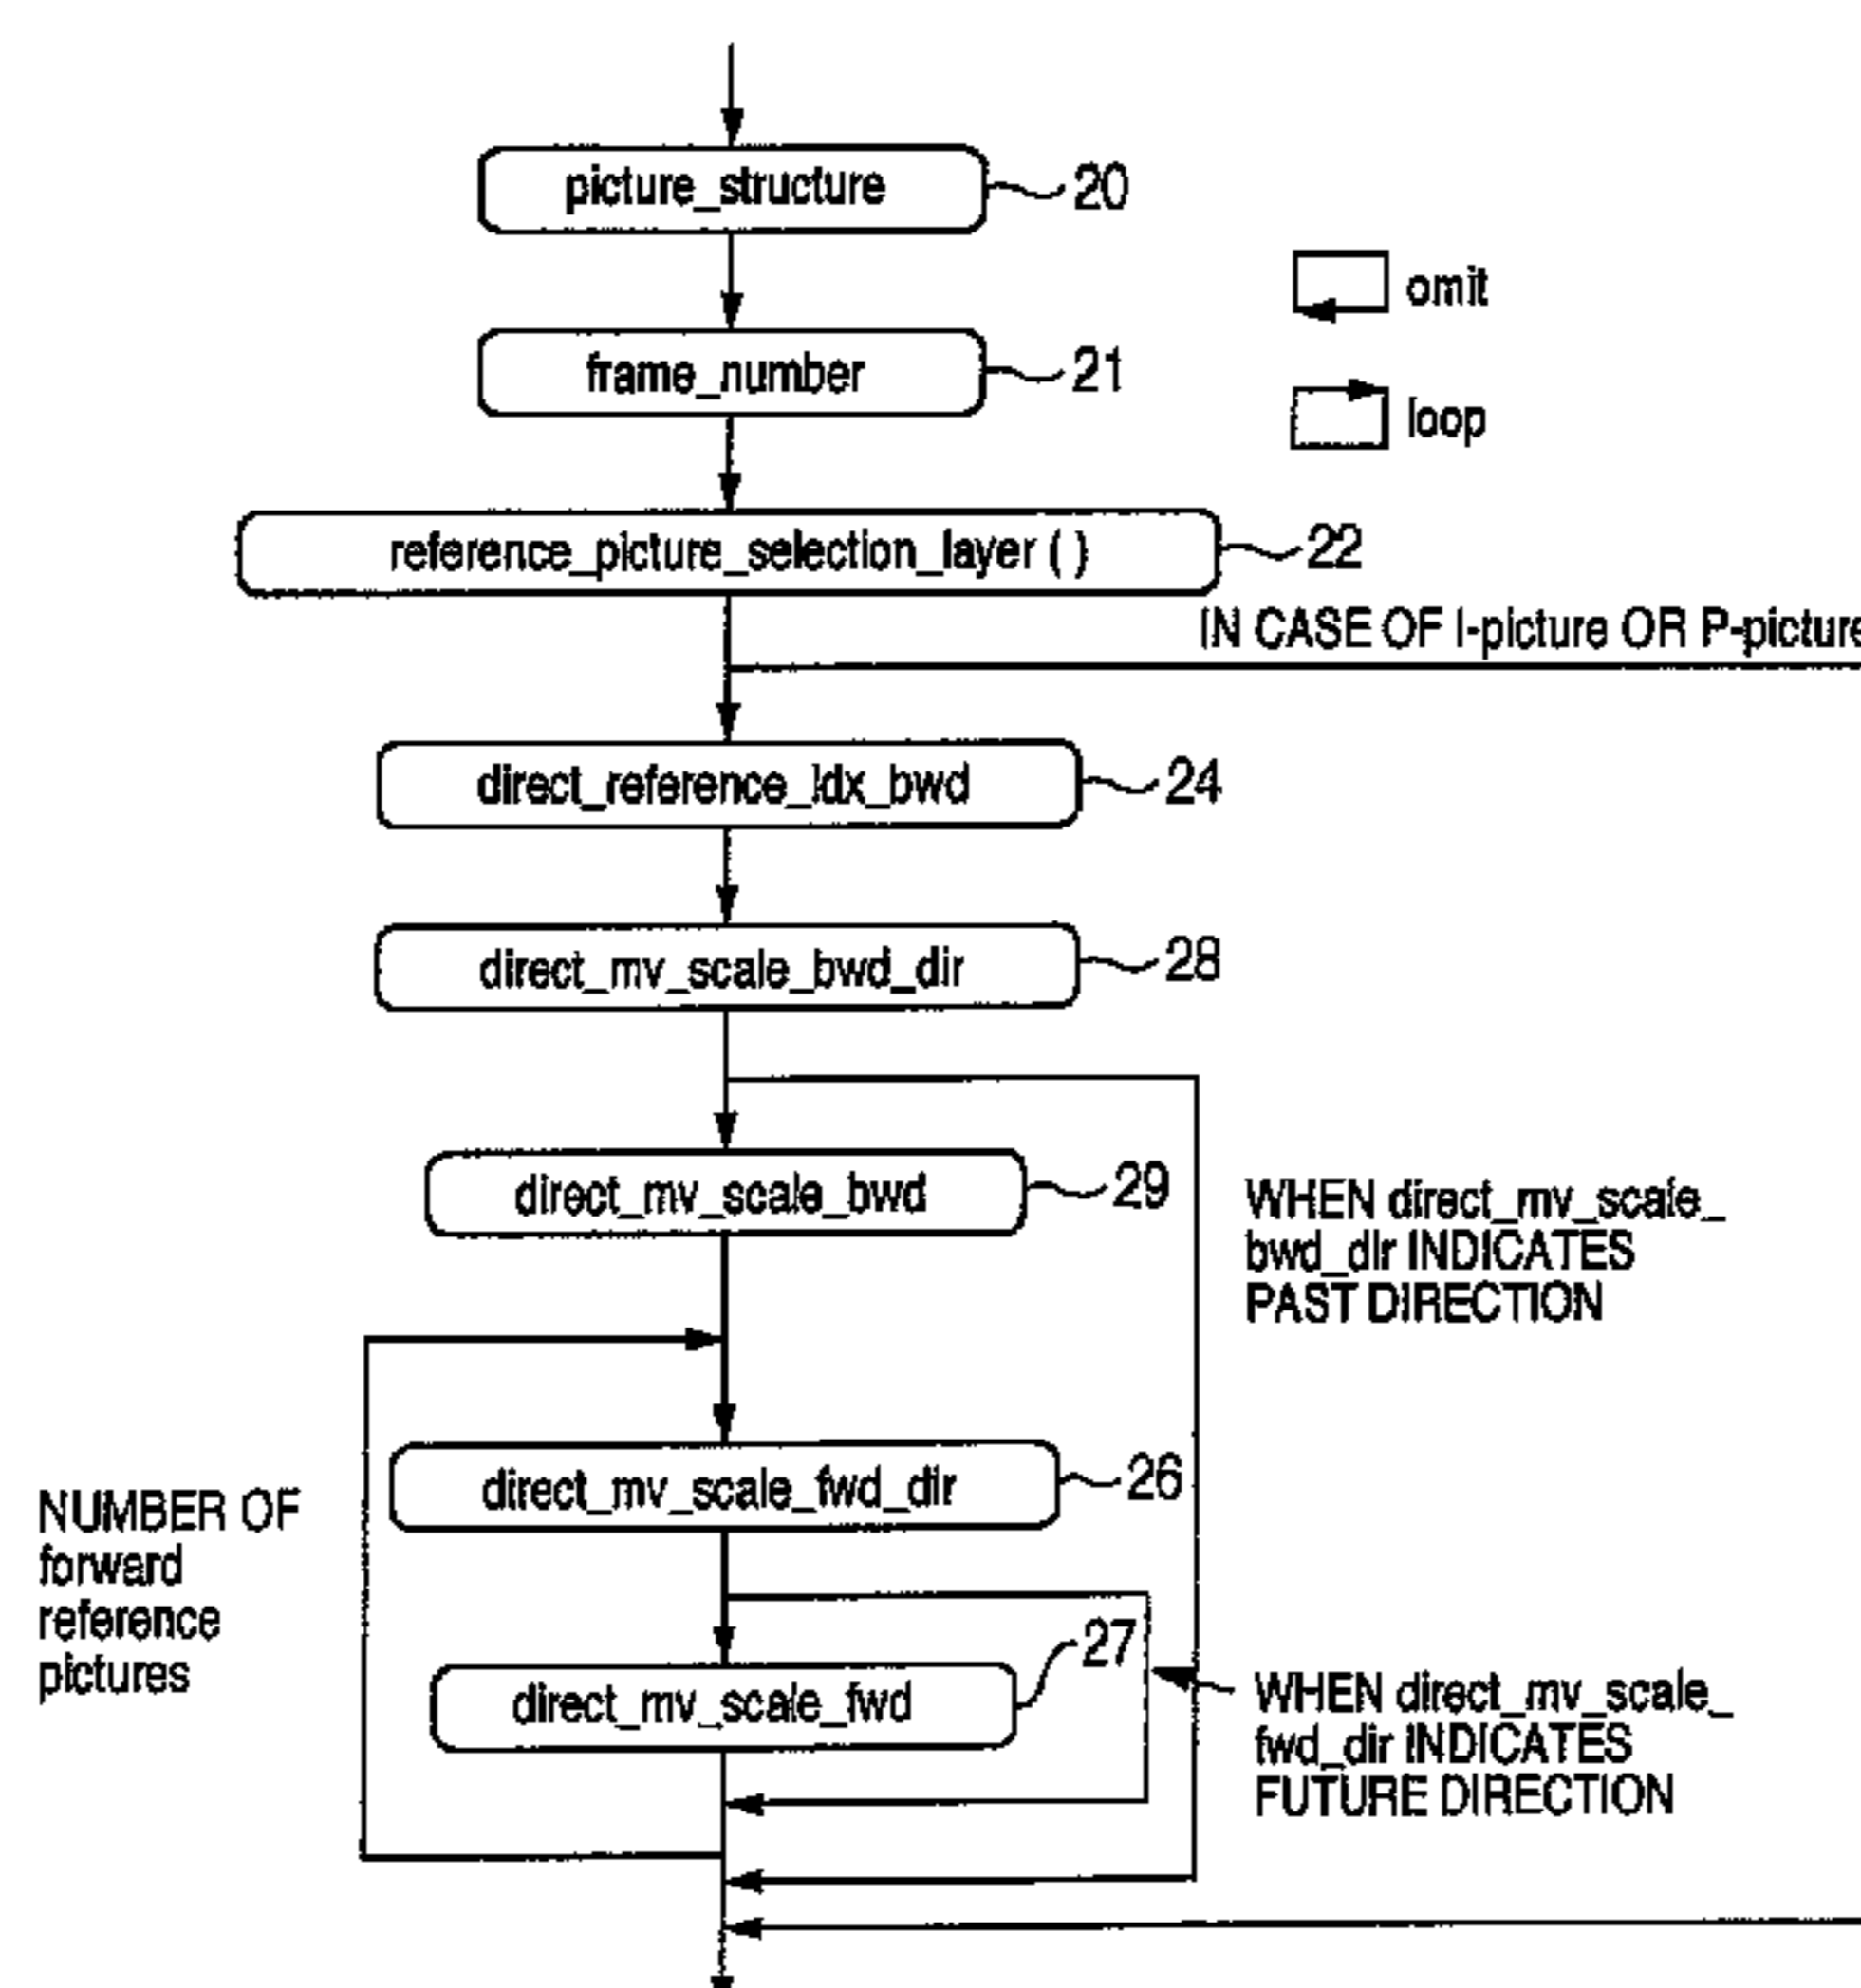 picture_structure
20
omit
frame_number
21
loop
reference_picture_selection_layer ( )
22
IN CASE OF I-picture OR P-picture
direct_reference_idx_bwd
24
direct_mv_scale_bwd_dir
28
direct_mv_scale_bwd
29
WHEN direct_mv_scale_
bwd_dir INDICATES
PAST DIRECTION
direct_mv_scale_fwd_dir
26
NUMBER OF
forward
reference
pictures
27
direct_mv_scale_fwd
WHEN direct_mv_scale_
fwd_dir INDICATES
FUTURE DIRECTION